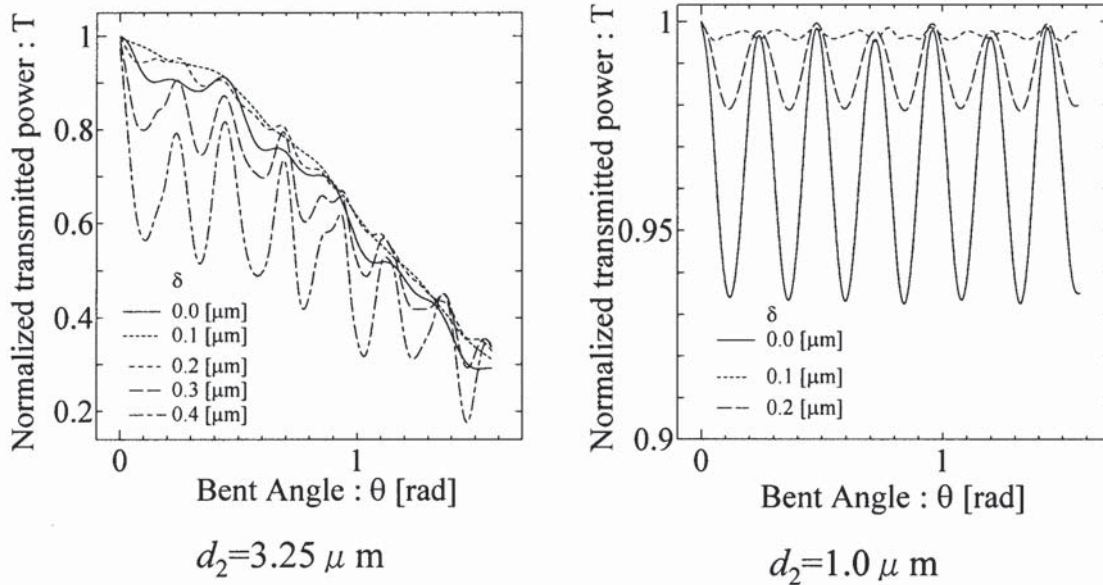 Normalized transmitted power : T
1
0.8
0.6
0.4
0.2
δ
0.0 [μm]
0.1 [μm]
0.2 [μm]
0.3 [μm]
0.4 [μm]
0
1
Bent Angle : θ [rad]
d2=3.25 μ m
Normalized transmitted power : T
1
0.95
0.9
δ
0.0 [μm]
0.1 [μm]
0.2 [μm]
0
1
Bent Angle : θ [rad]
d2=1.0 μ m